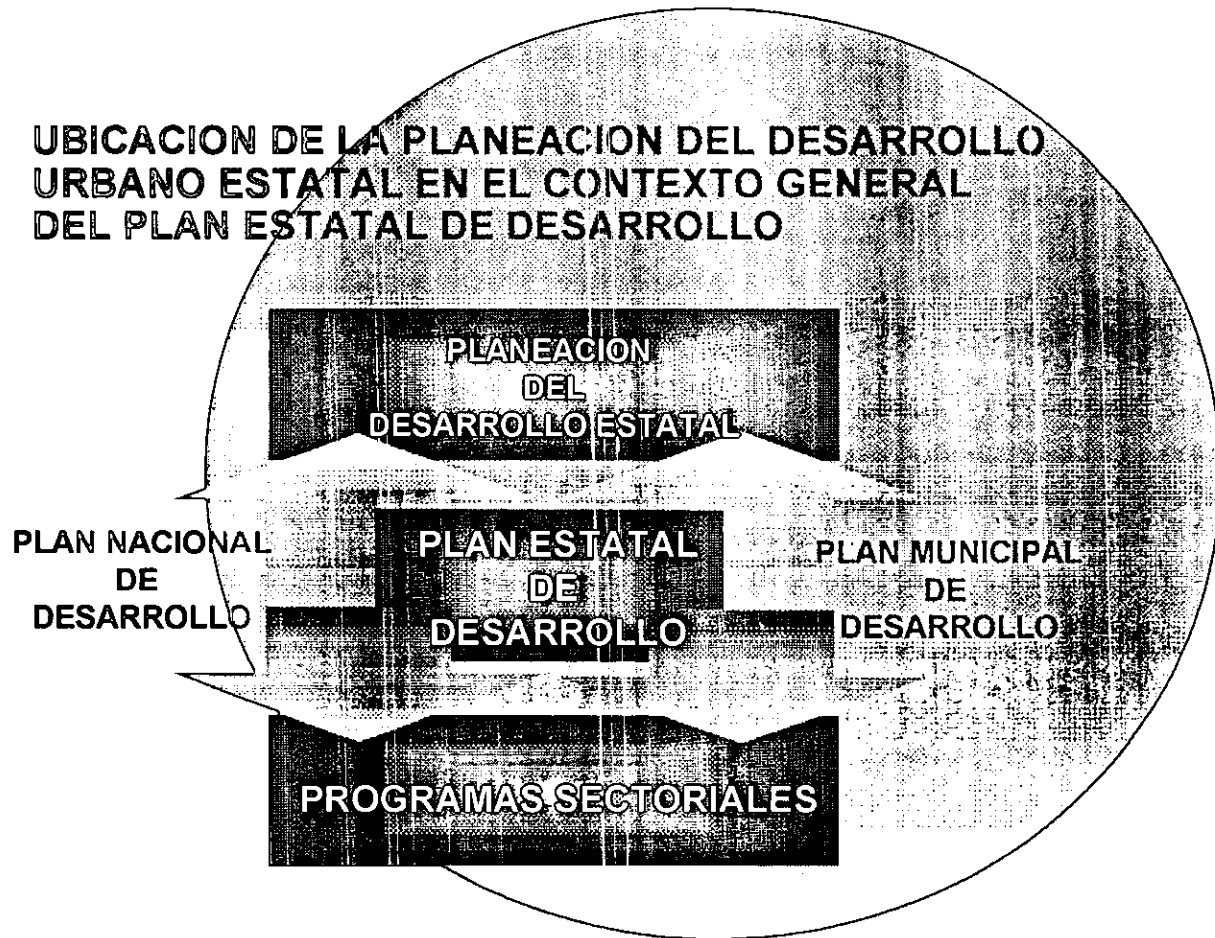 UBICACION DE LA PLANEACION DEL DESARROLLO
URBANO ESTATAL EN EL CONTEXTO GENERAL
DEL PLAN ESTATAL DE DESARROLLO
PLANEACION
DEL
DESARROLLO ESTATAL
PLAN NACIONAL
DE
DESARROLLO
PLAN ESTATAL
DE
DESARROLLO
PLAN MUNICIPAL
DE
DESARROLLO
PROGRAMAS SECTORIALES